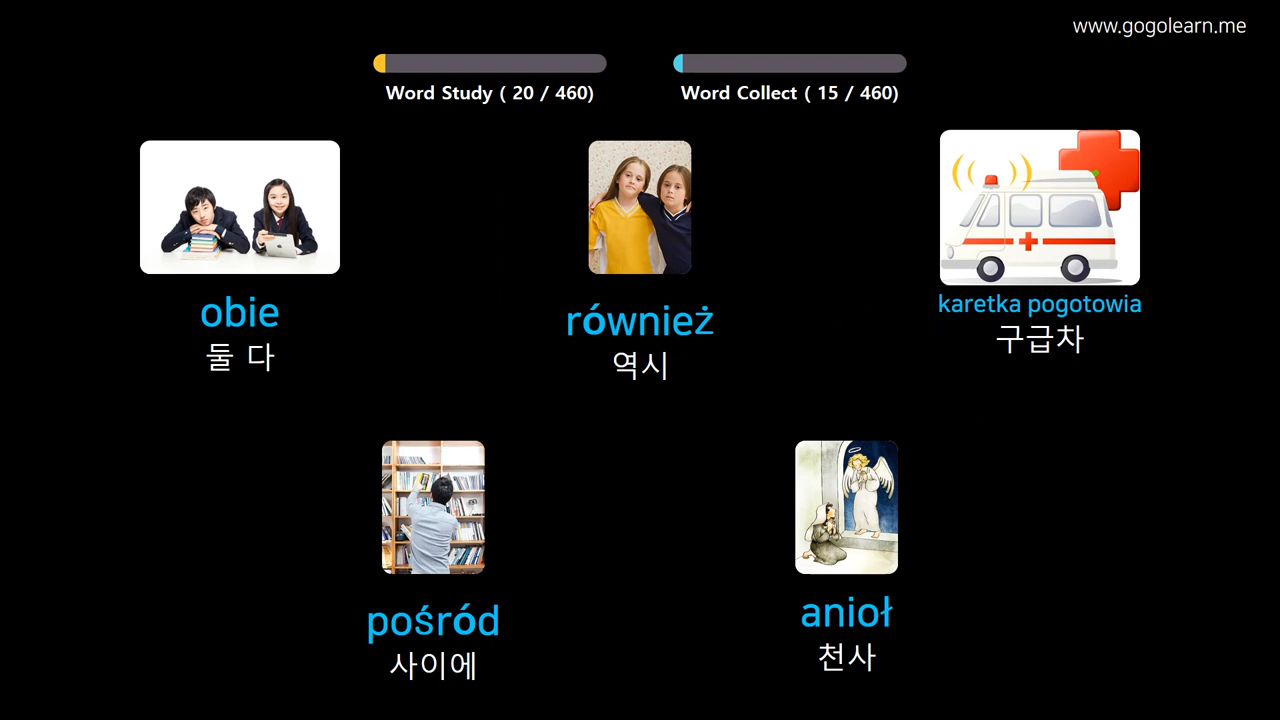 www.gogolearn.me
Word Study ( 20 / 460)
Word Collect ( 15 / 460)
obie
둘 다
również
역시
karetka pogotowia
구급차
pośród
사이에
anioł
천사